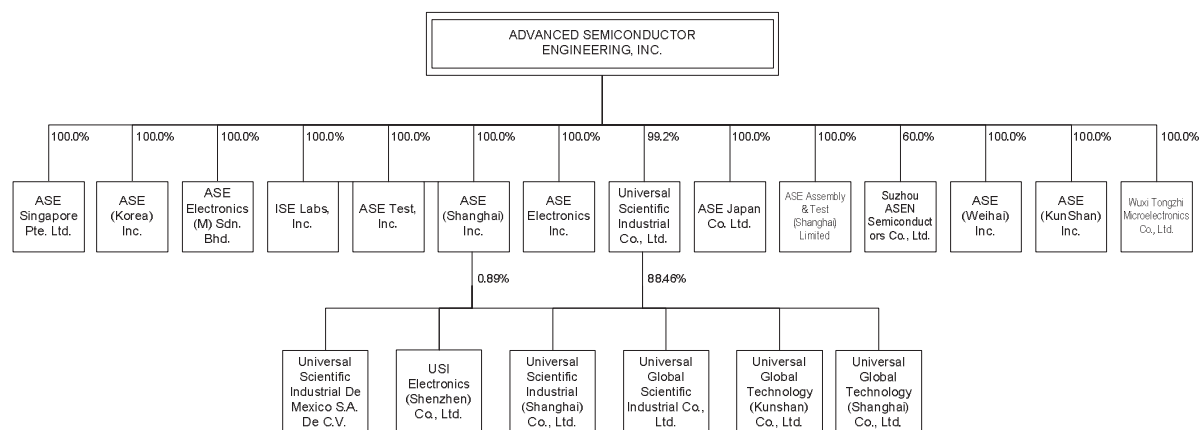 ADVANCED SEMICONDUCTOR
ENGINEERING, INC.
100.0%
100.0%
100.0%
100.0%
100.0%
100.0%
100.0%
99.2%
100.0%
100.0%
60.0%
100.0%
100.0%
100.0%
ASE
Singapore
Pte. Ltd.
ASE
(Korea)
Inc.
ASE
Electronics
(M) Sdn.
Bhd.
ISE Labs,
Inc.
ASE Test,
Inc.
ASE
(Shanghai)
Inc.
ASE
Electronics
Inc.
Universal
Scientific
Industrial
Co., Ltd.
ASE Japan
Co. Ltd.
ASE Assembly
& Test
(Shanghai)
Limited
Suzhou
ASEN
Semiconduct
ors Co., Ltd.
ASE
(Weihai)
Inc.
ASE
(KunShan)
Inc.
Wuxi Tongzhi
Microelectronics
Co., Ltd.
0.89%
88.46%
Universal
Scientific
Industrial De
Mexico S.A.
De C.V.
USI
Electronics
(Shenzhen)
Co., Ltd.
Universal
Scientific
Industrial
(Shanghai)
Co., Ltd.
Universal
Global
Scientific
Industrial Co.,
Ltd.
Universal
Global
Technology
(Kunshan)
Co., Ltd.
Universal
Global
Technology
(Shanghai)
Co., Ltd.